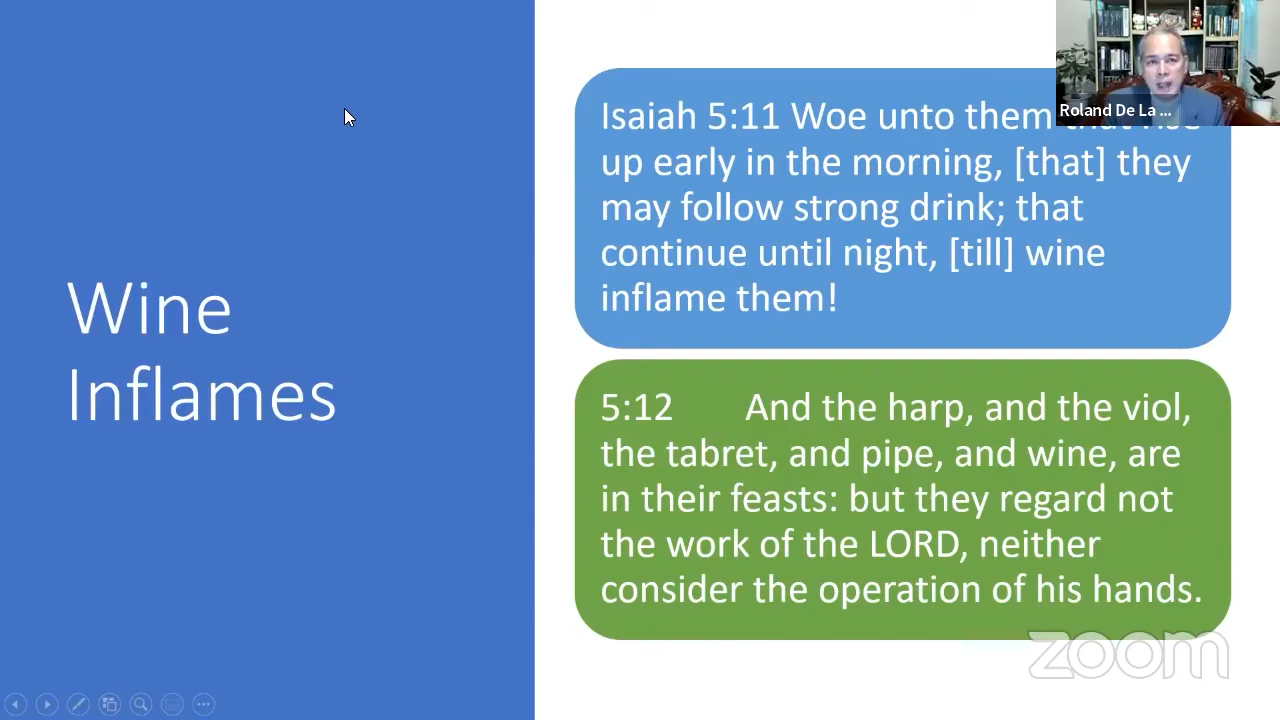 Wine
Inflames
Isaiah 5:11 Woe unto them
up early in the morning, [that] they
may follow strong drink; that
continue until night, [till] wine
inflame them!
5:12 And the harp, and the viol,
the tabret, and pipe, and wine, are
in their feasts: but they regard not
the work of the LORD, neither
consider the operation of his hands.
Roland De La ...
zoom